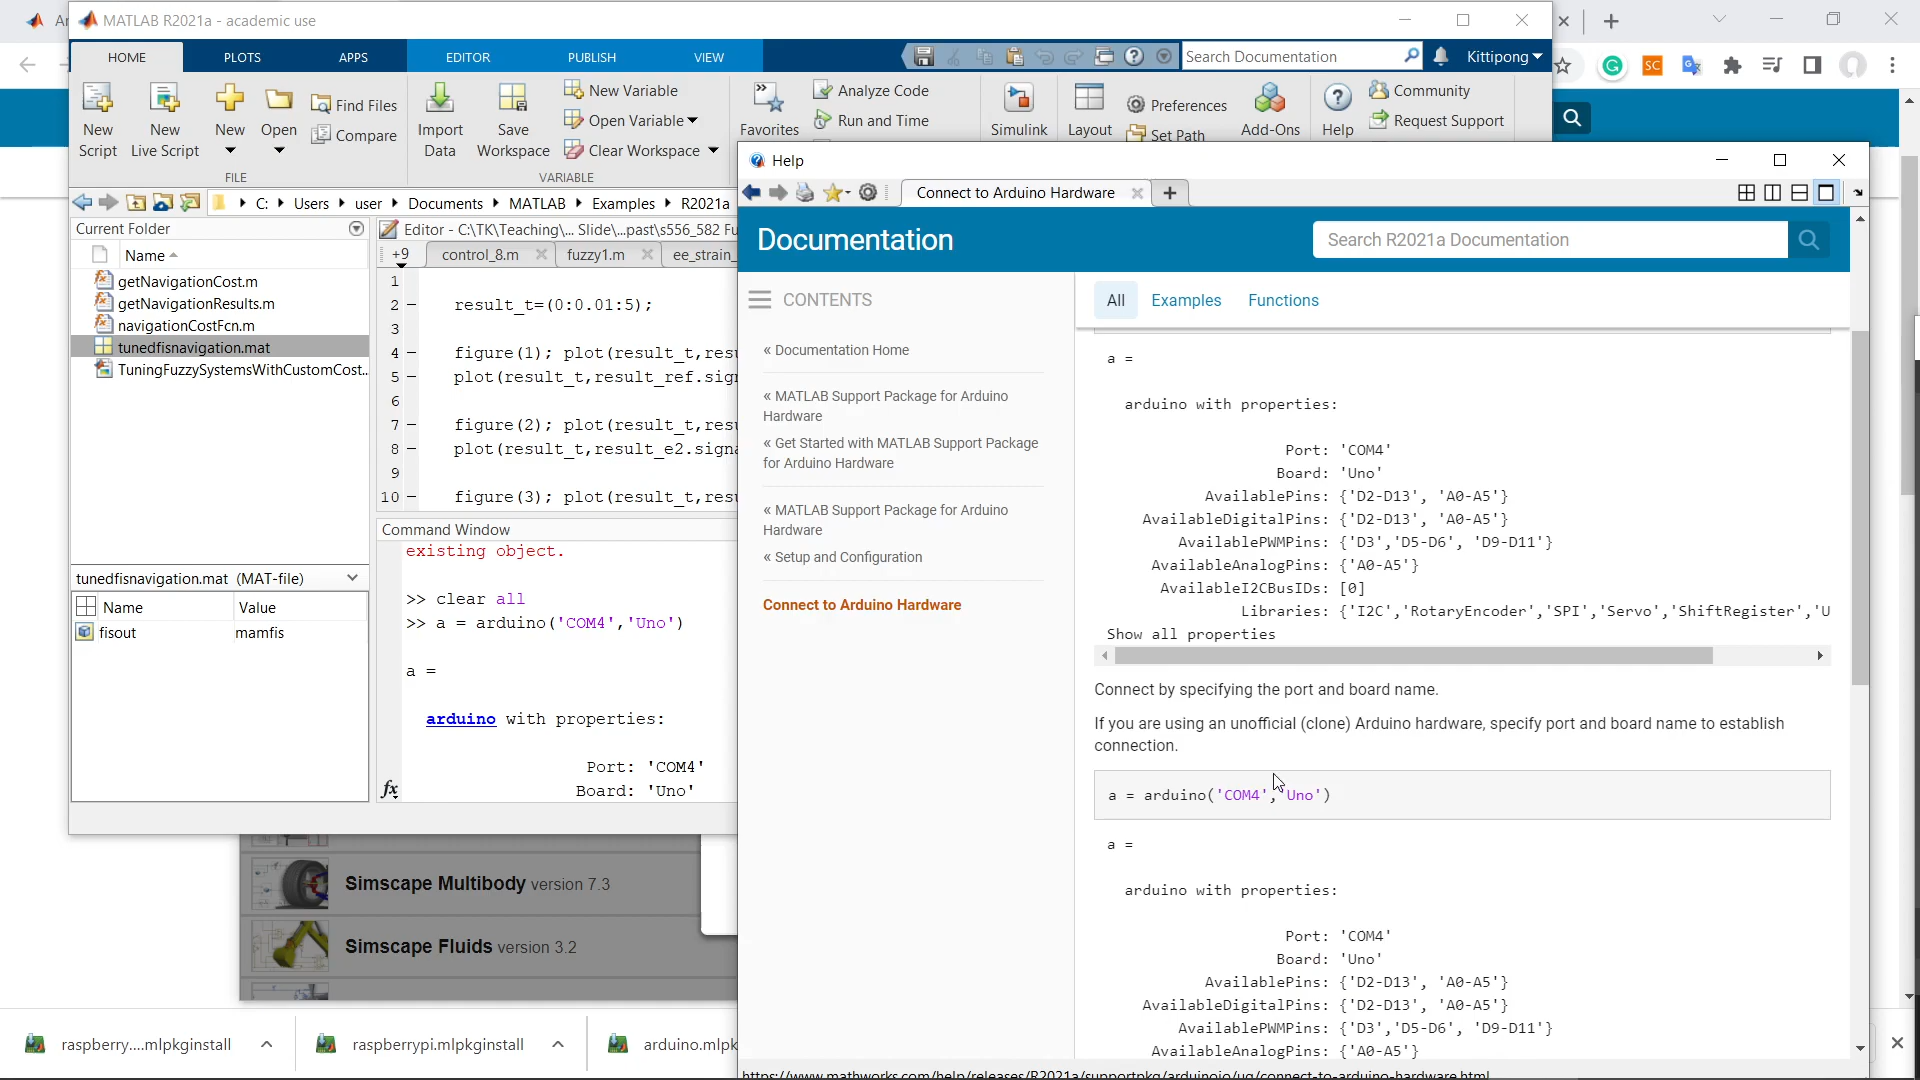 MATLAB R2021a - academic use
HOME
PLOTS
APPS
EDITOR
PUBLISH
VIEW
Search Documentation
Kittipong
New
Script
New
Live Script
New
Open
Find Files
Compare
FILE
Import
Data
Save
Workspace
New Variable
Open Variable
Clear Workspace
VARIABLE
Favorites
Analyze Code
Run and Time
Simulink
Layout
Preferences
Set Path
Add-Ons
Help
Community
Request Support
C: Users user Documents MATLAB Examples R2021a
Current Folder
Name
getNavigationCost.m
getNavigationResults.m
navigationCostFcn.m
tunedfisnavigation.mat
TuningFuzzySystemsWithCustomCost...
tunedfisnavigation.mat (MAT-file)
Name Value
fisout mamfis
Editor - C:\TK\Teaching\... Slide\...past\s556_582 Fu
+9
control_8.m
fuzzy1.m
ee_strain_
1
2 – result_t=(0:0.01:5);
3
4 – figure(1); plot(result_t,resu
5 – plot(result_t,result_ref.sign
6
7 – figure(2); plot(result_t,resu
8 – plot(result_t,result_e2.signa
9
10 – figure(3); plot(result_t,resu
Command Window
existing object.
>> clear all
>> a = arduino('COM4','Uno')
a =
arduino with properties:
Port: 'COM4'
Board: 'Uno'
fx
Help
Connect to Arduino Hardware
Documentation
Search R2021a Documentation
CONTENTS
All
Examples
Functions
« Documentation Home
« MATLAB Support Package for Arduino
Hardware
« Get Started with MATLAB Support Package
for Arduino Hardware
« MATLAB Support Package for Arduino
Hardware
« Setup and Configuration
Connect to Arduino Hardware
a =
arduino with properties:
Port: 'COM4'
Board: 'Uno'
AvailablePins: {'D2-D13', 'A0-A5'}
AvailableDigitalPins: {'D2-D13', 'A0-A5'}
AvailablePWMPins: {'D3','D5-D6', 'D9-D11'}
AvailableAnalogPins: {'A0-A5'}
AvailableI2CBusIDs: [0]
Libraries: {'I2C','RotaryEncoder','SPI','Servo','ShiftRegister','U
Show all properties
Connect by specifying the port and board name.
If you are using an unofficial (clone) Arduino hardware, specify port and board name to establish
connection.
a = arduino('COM4','Uno')
a =
arduino with properties:
Port: 'COM4'
Board: 'Uno'
AvailablePins: {'D2-D13', 'A0-A5'}
AvailableDigitalPins: {'D2-D13', 'A0-A5'}
AvailablePWMPins: {'D3','D5-D6', 'D9-D11'}
AvailableAnalogPins: {'A0-A5'}
https://www.mathworks.com/help/releases/R2021a/supportpkg/arduinoio/ug/connect-to-arduino-hardware.html
Simscape Multibody version 7.3
Simscape Fluids version 3.2
raspberry....mlpkginstall
raspberrypi.mlpkginstall
arduino.mlpk
SC